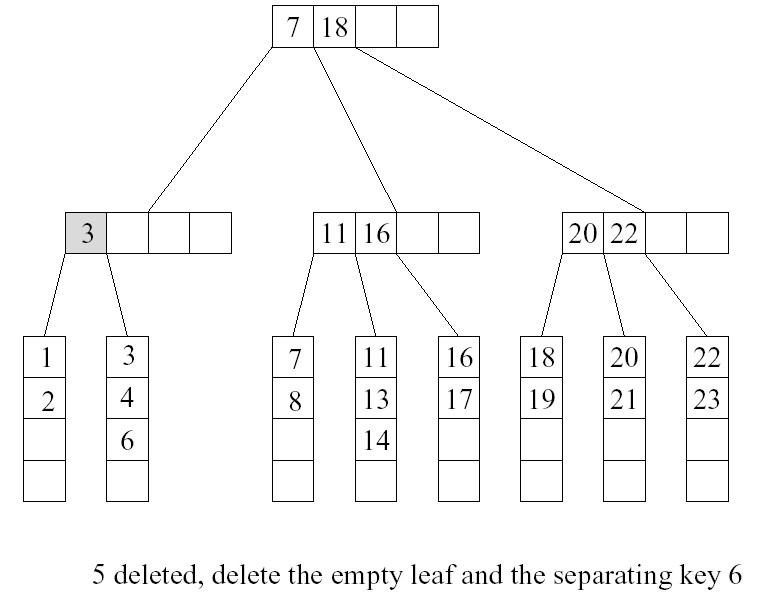 7 18
3 11 16 20 22
1 3 7 11 16 18 20 22
2 4 8 13 17 19 21 23
6 14
5 deleted, delete the empty leaf and the separating key 6